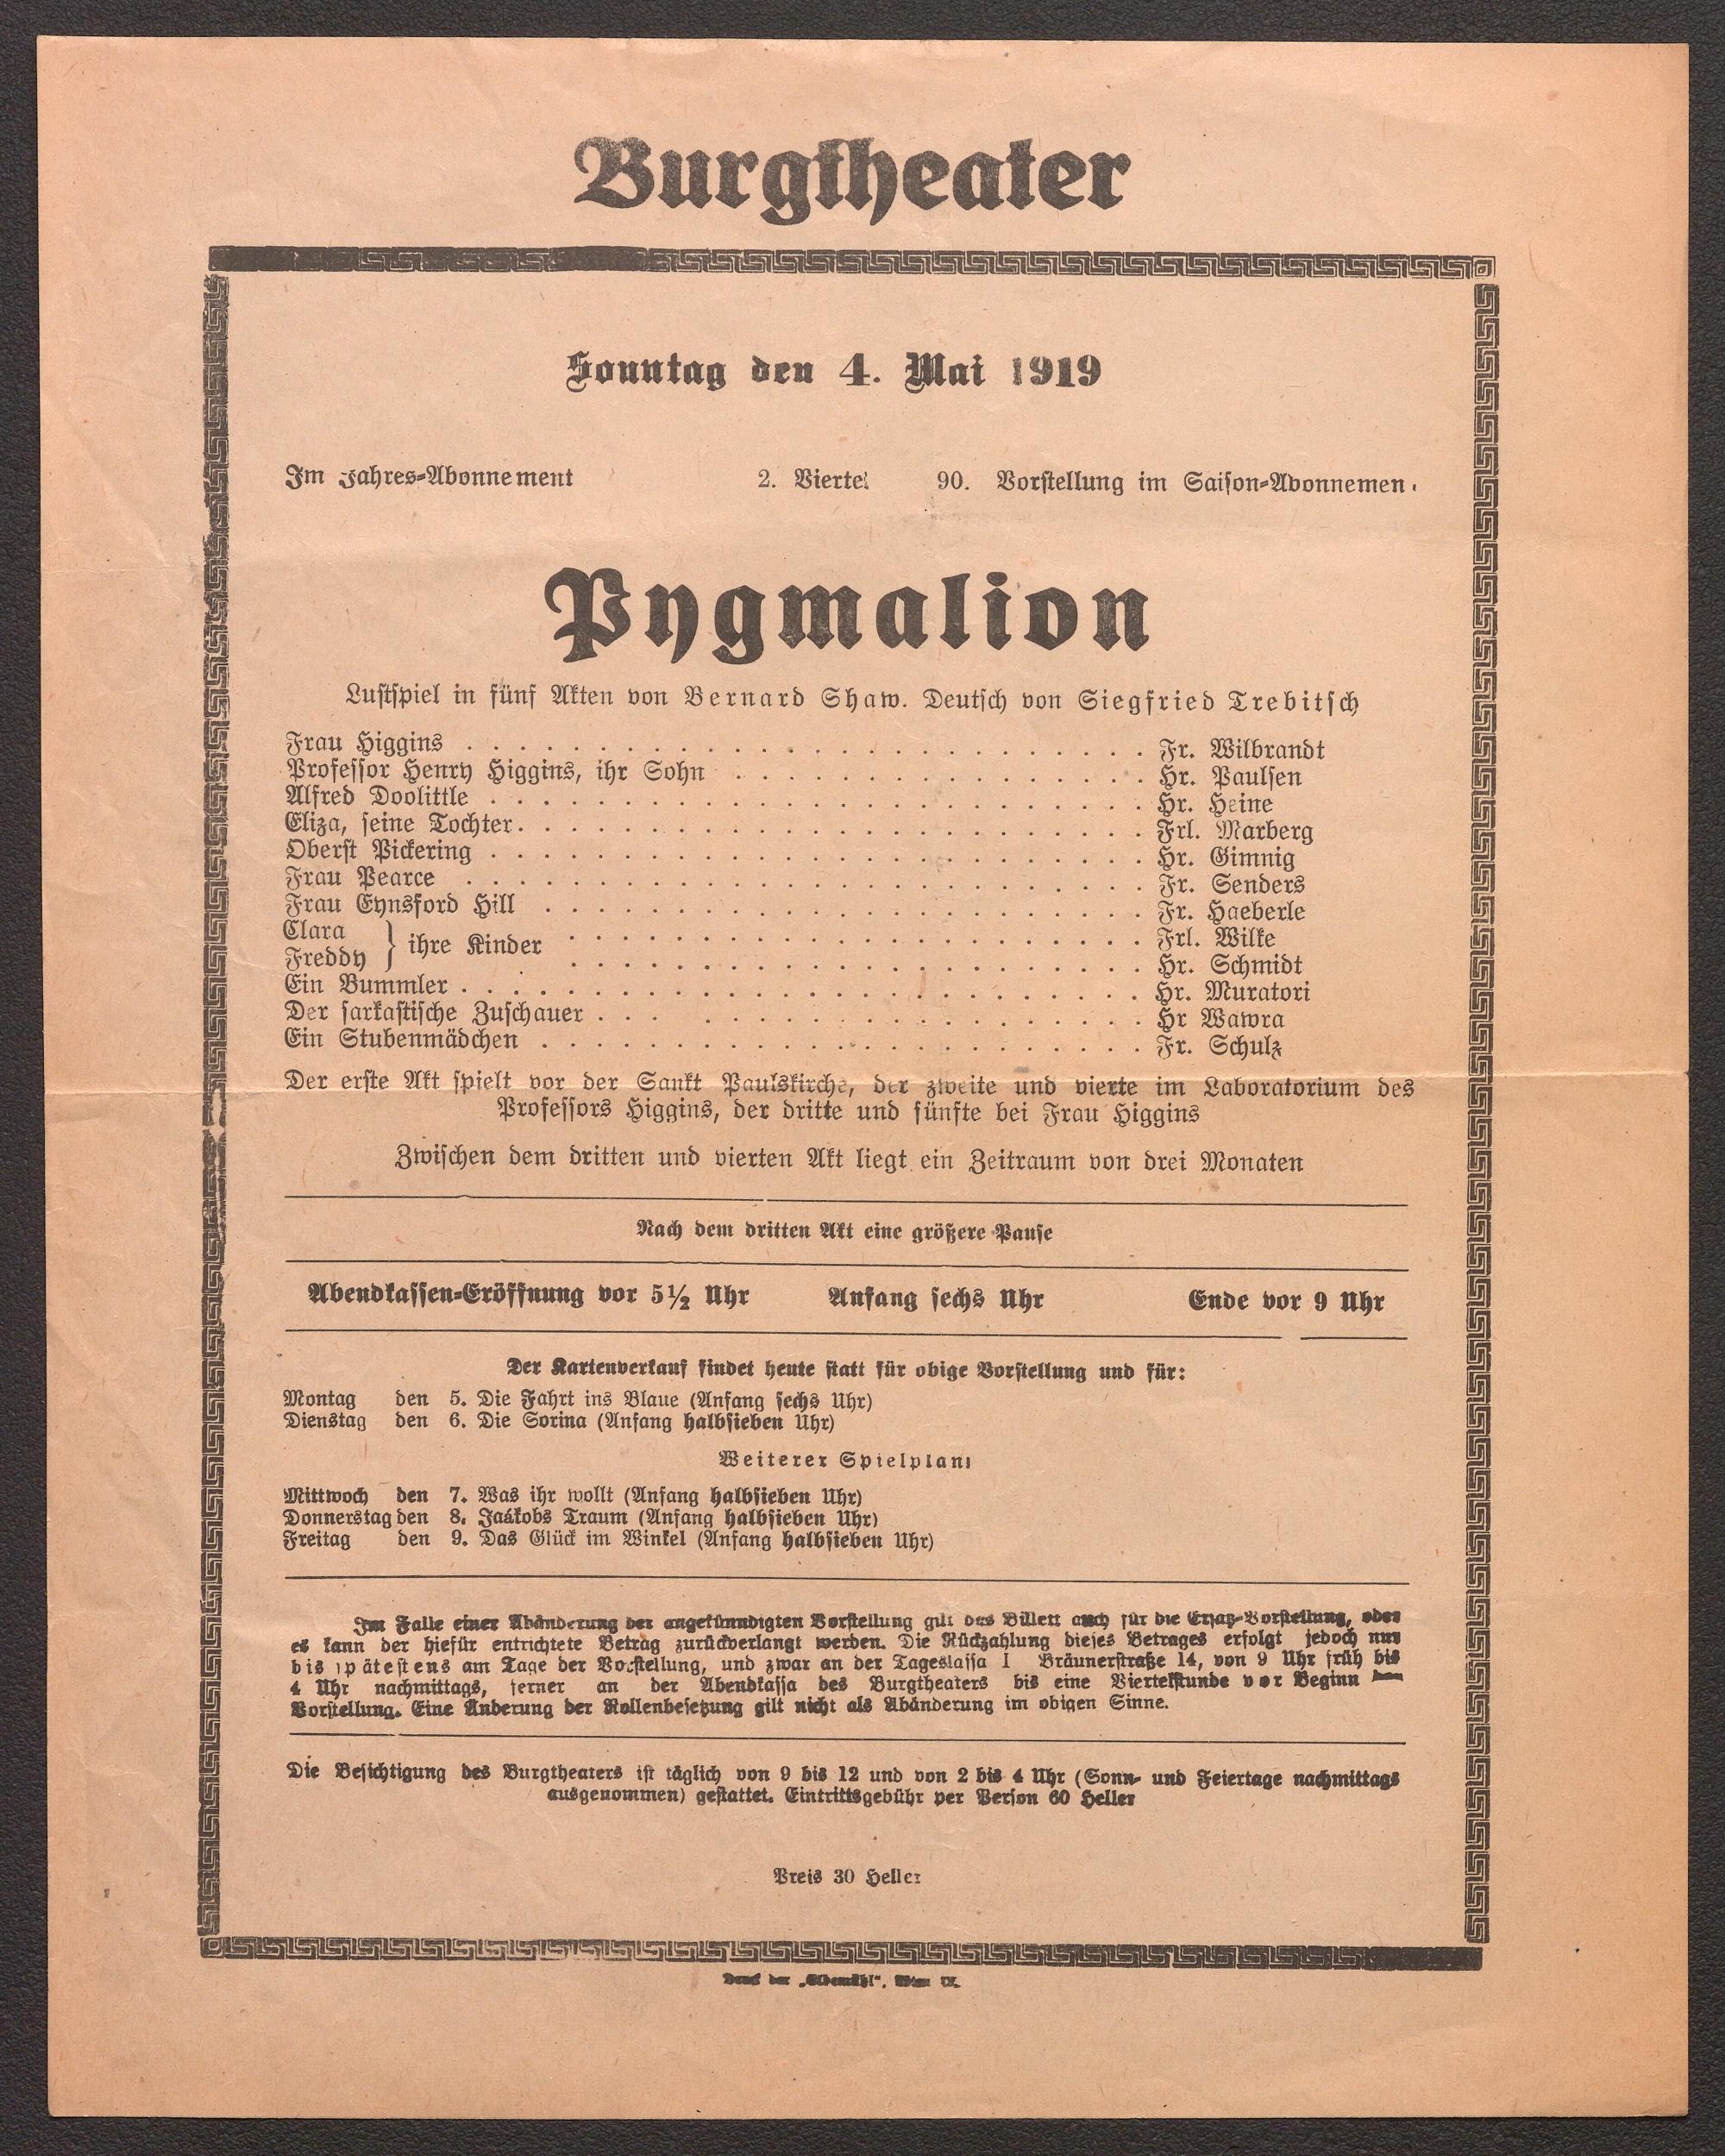 Burgtheater
Sonntag den 4. Mai 1919
Im Jahres-Abonnement 2. Viertel 90. Vorstellung im Saison-Abonnement
Pygmalion
Lustspiel in fünf Akten von Bernard Shaw. Deutsch von Siegfried Trebitsch
Frau Higgins . . . . . . . . . . Fr. Wilbrandt
Professor Henry Higgins, ihr Sohn . . . . . . . . . . Hr. Paulsen
Alfred Doolittle . . . . . . . . . . Hr. Heine
Eliza, seine Tochter. . . . . . . . . . . Frl. Marberg
Oberst Pickering . . . . . . . . . . Hr. Gimnig
Frau Pearce . . . . . . . . . . Fr. Senders
Frau Eynsford Hill . . . . . . . . . . Fr. Haeberle
Clara } ihre Kinder . . . . . . . . . . Frl. Wilke
Freddy . . . . . . . . . . Hr. Schmidt
Ein Bummler . . . . . . . . . . Hr. Muratori
Der sarkastische Zuschauer . . . . . . . . . . Hr Wawra
Ein Stubenmädchen . . . . . . . . . . Fr. Schulz
Der erste Akt spielt vor der Sankt Paulskirche, der zweite und vierte im Laboratorium des
Professors Higgins, der dritte und fünfte bei Frau Higgins
Zwischen dem dritten und vierten Akt liegt ein Zeitraum von drei Monaten
Nach dem dritten Akt eine größere Pause
Abendkassen-Eröffnung vor 5½ Uhr Anfang sechs Uhr Ende vor 9 Uhr
Der Kartenverkauf findet heute statt für obige Vorstellung und für:
Montag den 5. Die Fahrt ins Blaue (Anfang sechs Uhr)
Dienstag den 6. Die Sorina (Anfang halbsieben Uhr)
Weiterer Spielplan:
Mittwoch den 7. Was ihr wollt (Anfang halbsieben Uhr)
Donnerstag den 8. Jaákobs Traum (Anfang halbsieben Uhr)
Freitag den 9. Das Glück im Winkel (Anfang halbsieben Uhr)
Im Falle einer Abänderung der angekünndigten Vorstellung gilt das Billett auch für die Ersatz-Vorstellung, oder
es kann der hiefür entrichtete Betrag zurückverlangt werden. Die Rückzahlung dieses Betrages erfolgt jedoch nur
bis spätestens am Tage der Vorstellung, und zwar an der Tageskassa I Bräunerstraße 14, von 9 Uhr früh bis
4 Uhr nachmittags, ferner an der Abendkassa des Burgtheaters bis eine Viertelstunde vor Beginn
Vorstellung. Eine Änderung der Rollenbesetzung gilt nicht als Abänderung im obigen Sinne.
Die Besichtigung des Burgtheaters ist täglich von 9 bis 12 und von 2 bis 4 Uhr (Sonn- und Feiertage nachmittags
ausgenommen) gestattet. Eintrittsgebühr per Person 60 Heller
Preis 30 Heller
Druck der „Elbemühl“, Wien IX.